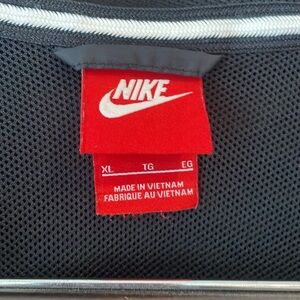 NIKE
XL TG EG
MADE IN VIETNAM
FABRIQUE AU VIETNAM